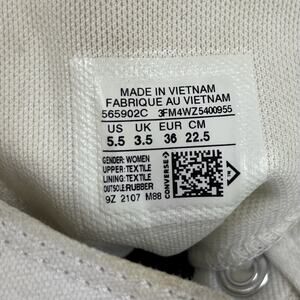 MADE IN VIETNAM
FABRIQUE AU VIETNAM
565902C 3FM4WZ5400955
US UK EUR CM
5.5 3.5 36 22.5
GENDER: WOMEN
UPPER: TEXTILE
LINING: TEXTILE
OUTSOLE: RUBBER
9Z 2107 M88
CONVERSE